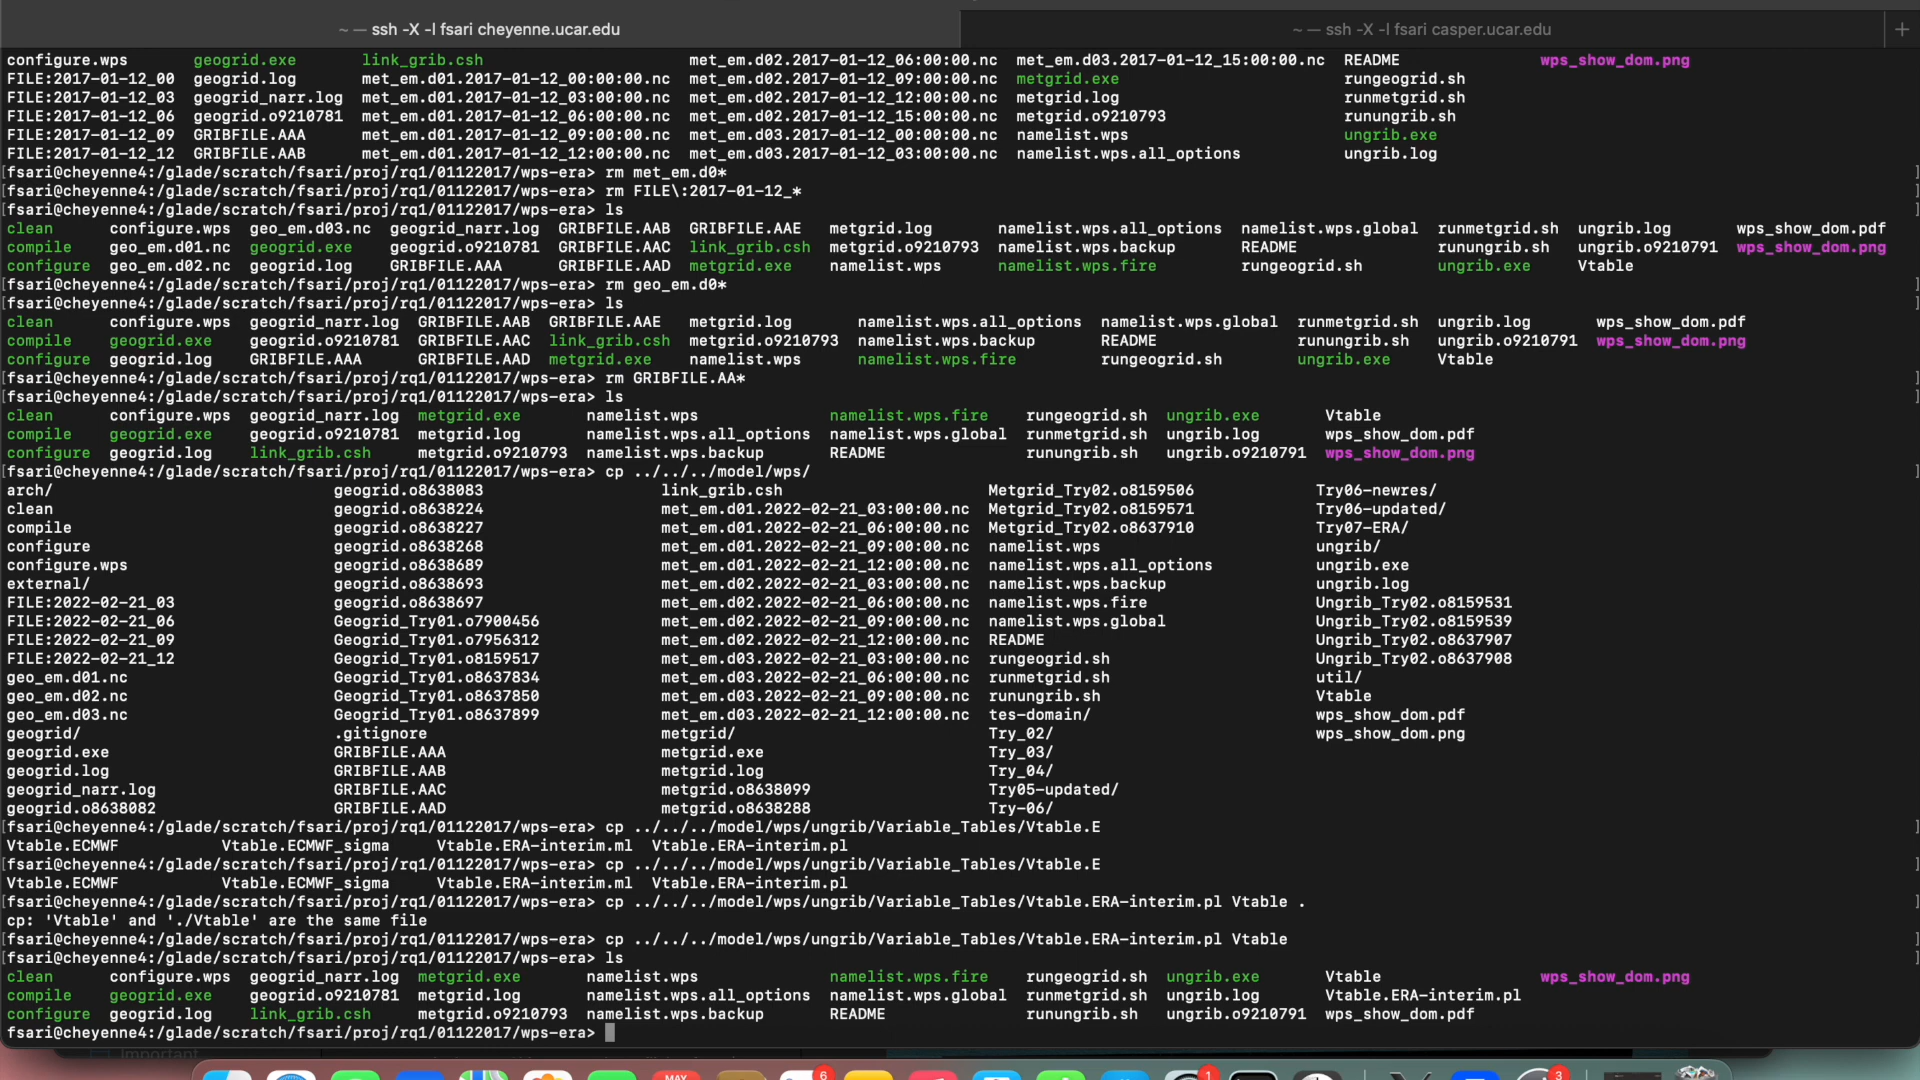 ~ — ssh -X -l fsari cheyenne.ucar.edu ~ — ssh -X -l fsari casper.ucar.edu +
configure.wps geogrid.exe link_grib.csh met_em.d02.2017-01-12_06:00:00.nc met_em.d03.2017-01-12_15:00:00.nc README wps_show_dom.png
FILE:2017-01-12_00 geogrid.log met_em.d01.2017-01-12_00:00:00.nc met_em.d02.2017-01-12_09:00:00.nc metgrid.exe rungeogrid.sh
FILE:2017-01-12_03 geogrid_narr.log met_em.d01.2017-01-12_03:00:00.nc met_em.d02.2017-01-12_12:00:00.nc metgrid.log runmetgrid.sh
FILE:2017-01-12_06 geogrid.o9210781 met_em.d01.2017-01-12_06:00:00.nc met_em.d02.2017-01-12_15:00:00.nc metgrid.o9210793 runungrib.sh
FILE:2017-01-12_09 GRIBFILE.AAA met_em.d01.2017-01-12_09:00:00.nc met_em.d03.2017-01-12_00:00:00.nc namelist.wps ungrib.exe
FILE:2017-01-12_12 GRIBFILE.AAB met_em.d01.2017-01-12_12:00:00.nc met_em.d03.2017-01-12_03:00:00.nc namelist.wps.all_options ungrib.log
[fsari@cheyenne4:/glade/scratch/fsari/proj/rq1/01122017/wps-era> rm met_em.d0* ]
[fsari@cheyenne4:/glade/scratch/fsari/proj/rq1/01122017/wps-era> rm FILE\:2017-01-12_* ]
[fsari@cheyenne4:/glade/scratch/fsari/proj/rq1/01122017/wps-era> ls ]
clean configure.wps geo_em.d03.nc geogrid_narr.log GRIBFILE.AAB GRIBFILE.AAE metgrid.log namelist.wps.all_options namelist.wps.global runmetgrid.sh ungrib.log wps_show_dom.pdf
compile geo_em.d01.nc geogrid.exe geogrid.o9210781 GRIBFILE.AAC link_grib.csh metgrid.o9210793 namelist.wps.backup README runungrib.sh ungrib.o9210791 wps_show_dom.png
configure geo_em.d02.nc geogrid.log GRIBFILE.AAA GRIBFILE.AAD metgrid.exe namelist.wps namelist.wps.fire rungeogrid.sh ungrib.exe Vtable
[fsari@cheyenne4:/glade/scratch/fsari/proj/rq1/01122017/wps-era> rm geo_em.d0* ]
[fsari@cheyenne4:/glade/scratch/fsari/proj/rq1/01122017/wps-era> ls ]
clean configure.wps geogrid_narr.log GRIBFILE.AAB GRIBFILE.AAE metgrid.log namelist.wps.all_options namelist.wps.global runmetgrid.sh ungrib.log wps_show_dom.pdf
compile geogrid.exe geogrid.o9210781 GRIBFILE.AAC link_grib.csh metgrid.o9210793 namelist.wps.backup README runungrib.sh ungrib.o9210791 wps_show_dom.png
configure geogrid.log GRIBFILE.AAA GRIBFILE.AAD metgrid.exe namelist.wps namelist.wps.fire rungeogrid.sh ungrib.exe Vtable
[fsari@cheyenne4:/glade/scratch/fsari/proj/rq1/01122017/wps-era> rm GRIBFILE.AA* ]
[fsari@cheyenne4:/glade/scratch/fsari/proj/rq1/01122017/wps-era> ls ]
clean configure.wps geogrid_narr.log metgrid.exe namelist.wps namelist.wps.fire rungeogrid.sh ungrib.exe Vtable
compile geogrid.exe geogrid.o9210781 metgrid.log namelist.wps.all_options namelist.wps.global runmetgrid.sh ungrib.log wps_show_dom.pdf
configure geogrid.log link_grib.csh metgrid.o9210793 namelist.wps.backup README runungrib.sh ungrib.o9210791 wps_show_dom.png
[fsari@cheyenne4:/glade/scratch/fsari/proj/rq1/01122017/wps-era> cp ../../../model/wps/ ]
arch/ geogrid.o8638083 link_grib.csh Metgrid_Try02.o8159506 Try06-newres/
clean geogrid.o8638224 met_em.d01.2022-02-21_03:00:00.nc Metgrid_Try02.o8159571 Try06-updated/
compile geogrid.o8638227 met_em.d01.2022-02-21_06:00:00.nc Metgrid_Try02.o8637910 Try07-ERA/
configure geogrid.o8638268 met_em.d01.2022-02-21_09:00:00.nc namelist.wps ungrib/
configure.wps geogrid.o8638689 met_em.d01.2022-02-21_12:00:00.nc namelist.wps.all_options ungrib.exe
external/ geogrid.o8638693 met_em.d02.2022-02-21_03:00:00.nc namelist.wps.backup ungrib.log
FILE:2022-02-21_03 geogrid.o8638697 met_em.d02.2022-02-21_06:00:00.nc namelist.wps.fire Ungrib_Try02.o8159531
FILE:2022-02-21_06 Geogrid_Try01.o7900456 met_em.d02.2022-02-21_09:00:00.nc namelist.wps.global Ungrib_Try02.o8159539
FILE:2022-02-21_09 Geogrid_Try01.o7956312 met_em.d02.2022-02-21_12:00:00.nc README Ungrib_Try02.o8637907
FILE:2022-02-21_12 Geogrid_Try01.o8159517 met_em.d03.2022-02-21_03:00:00.nc rungeogrid.sh Ungrib_Try02.o8637908
geo_em.d01.nc Geogrid_Try01.o8637834 met_em.d03.2022-02-21_06:00:00.nc runmetgrid.sh util/
geo_em.d02.nc Geogrid_Try01.o8637850 met_em.d03.2022-02-21_09:00:00.nc runungrib.sh Vtable
geo_em.d03.nc Geogrid_Try01.o8637899 met_em.d03.2022-02-21_12:00:00.nc tes-domain/ wps_show_dom.pdf
geogrid/ .gitignore metgrid/ Try_02/ wps_show_dom.png
geogrid.exe GRIBFILE.AAA metgrid.exe Try_03/
geogrid.log GRIBFILE.AAB metgrid.log Try_04/
geogrid_narr.log GRIBFILE.AAC metgrid.o8638099 Try05-updated/
geogrid.o8638082 GRIBFILE.AAD metgrid.o8638288 Try-06/
[fsari@cheyenne4:/glade/scratch/fsari/proj/rq1/01122017/wps-era> cp ../../../model/wps/ungrib/Variable_Tables/Vtable.E ]
Vtable.ECMWF Vtable.ECMWF_sigma Vtable.ERA-interim.ml Vtable.ERA-interim.pl
[fsari@cheyenne4:/glade/scratch/fsari/proj/rq1/01122017/wps-era> cp ../../../model/wps/ungrib/Variable_Tables/Vtable.E ]
Vtable.ECMWF Vtable.ECMWF_sigma Vtable.ERA-interim.ml Vtable.ERA-interim.pl
[fsari@cheyenne4:/glade/scratch/fsari/proj/rq1/01122017/wps-era> cp ../../../model/wps/ungrib/Variable_Tables/Vtable.ERA-interim.pl Vtable . ]
cp: 'Vtable' and './Vtable' are the same file
[fsari@cheyenne4:/glade/scratch/fsari/proj/rq1/01122017/wps-era> cp ../../../model/wps/ungrib/Variable_Tables/Vtable.ERA-interim.pl Vtable ]
[fsari@cheyenne4:/glade/scratch/fsari/proj/rq1/01122017/wps-era> ls ]
clean configure.wps geogrid_narr.log metgrid.exe namelist.wps namelist.wps.fire rungeogrid.sh ungrib.exe Vtable wps_show_dom.png
compile geogrid.exe geogrid.o9210781 metgrid.log namelist.wps.all_options namelist.wps.global runmetgrid.sh ungrib.log Vtable.ERA-interim.pl
configure geogrid.log link_grib.csh metgrid.o9210793 namelist.wps.backup README runungrib.sh ungrib.o9210791 wps_show_dom.pdf
fsari@cheyenne4:/glade/scratch/fsari/proj/rq1/01122017/wps-era>
Important
MAY 6 1 3